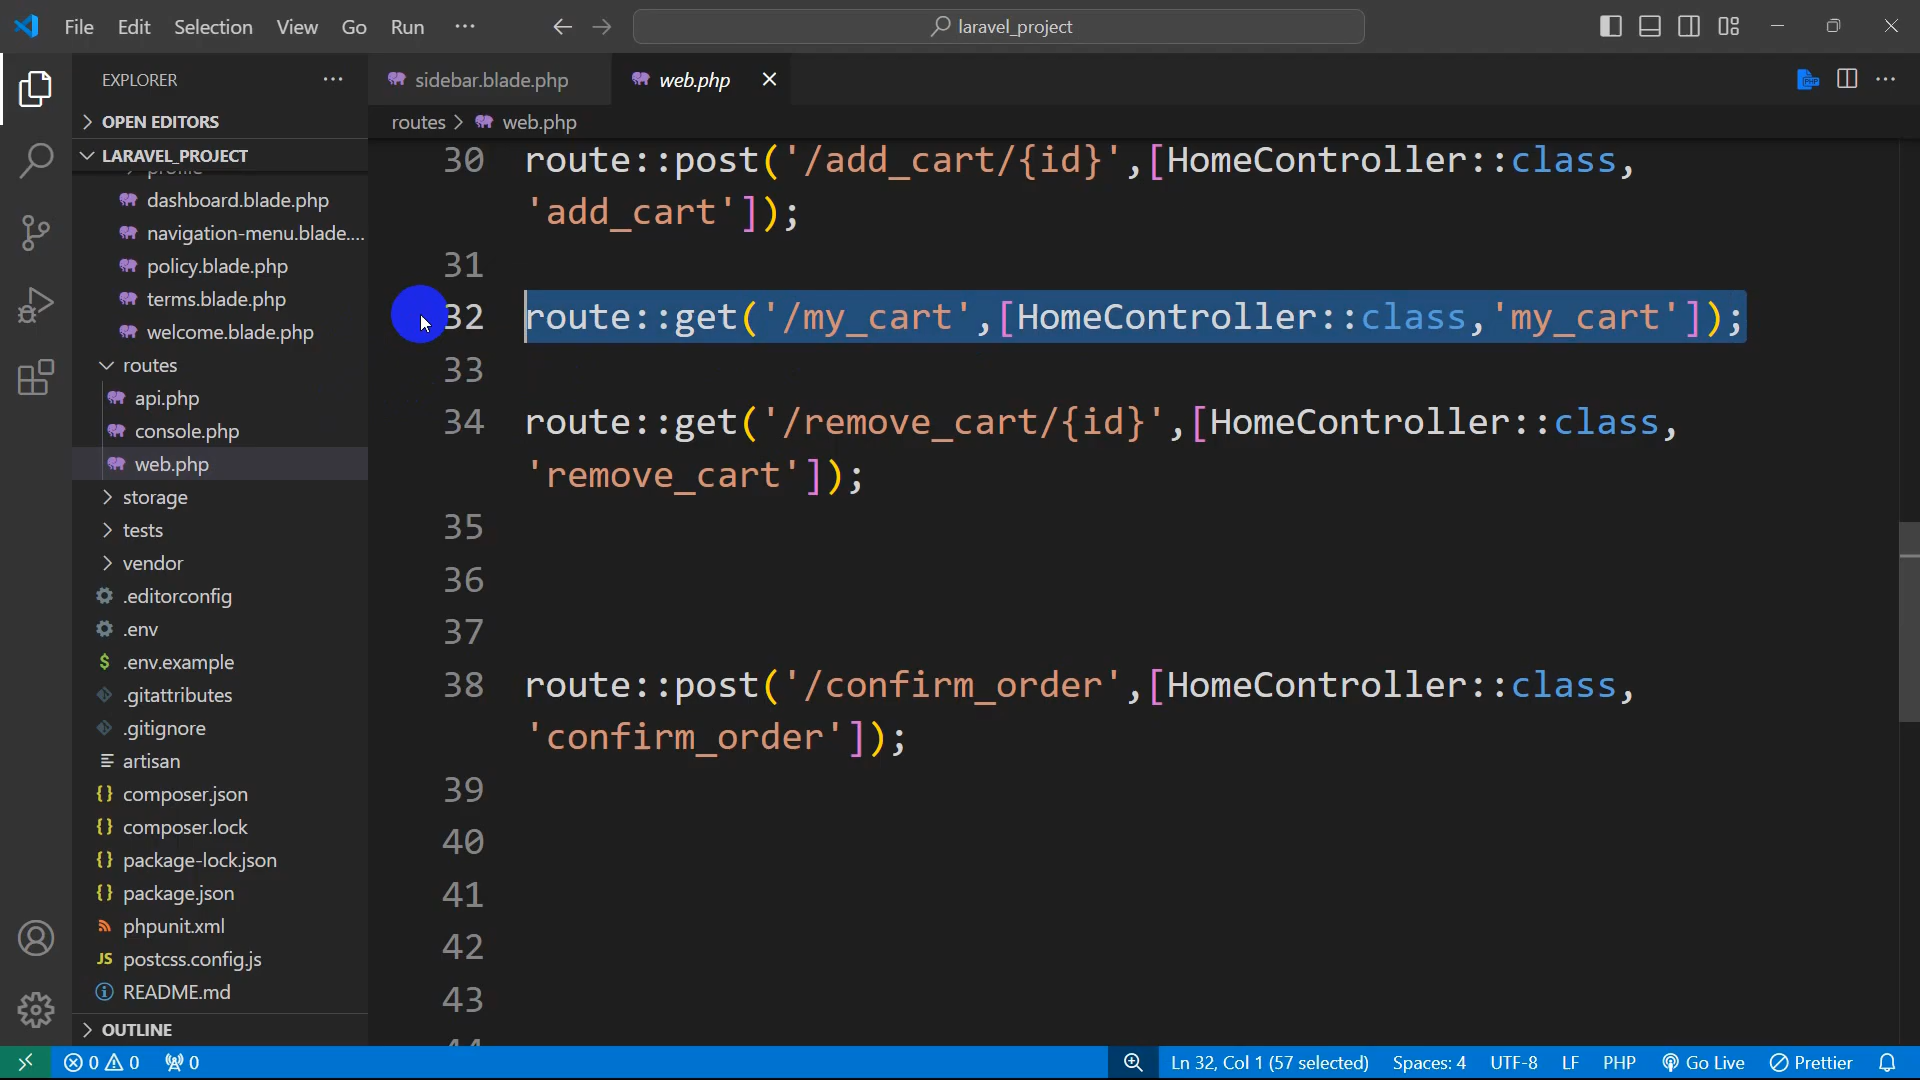 File Edit Selection View Go Run ··· laravel_project
EXPLORER ···
OPEN EDITORS
LARAVEL_PROJECT
profile
dashboard.blade.php
navigation-menu.blade....
policy.blade.php
terms.blade.php
welcome.blade.php
routes
api.php
console.php
web.php
storage
tests
vendor
.editorconfig
.env
$ .env.example
.gitattributes
.gitignore
artisan
{} composer.json
{} composer.lock
{} package-lock.json
{} package.json
phpunit.xml
JS postcss.config.js
README.md
OUTLINE
sidebar.blade.php web.php
routes > web.php
30 route::post('/add_cart/{id}',[HomeController::class,
'add_cart']);
31
32 route::get('/my_cart',[HomeController::class,'my_cart']);
33
34 route::get('/remove_cart/{id}',[HomeController::class,
'remove_cart']);
35
36
37
38 route::post('/confirm_order',[HomeController::class,
'confirm_order']);
39
40
41
42
43
44
0 0 0 Ln 32, Col 1 (57 selected) Spaces: 4 UTF-8 LF PHP Go Live Prettier